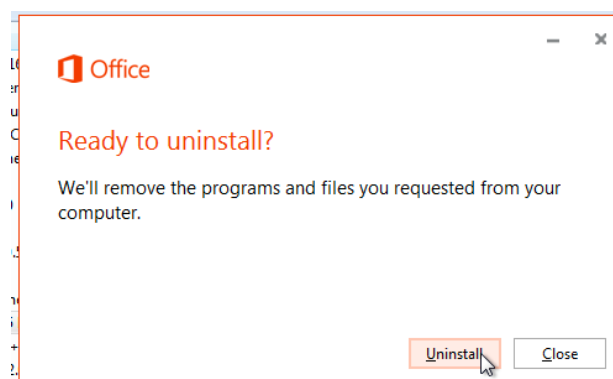 Office
Ready to uninstall?
We'll remove the programs and files you requested from your
computer.
Uninstall
Close